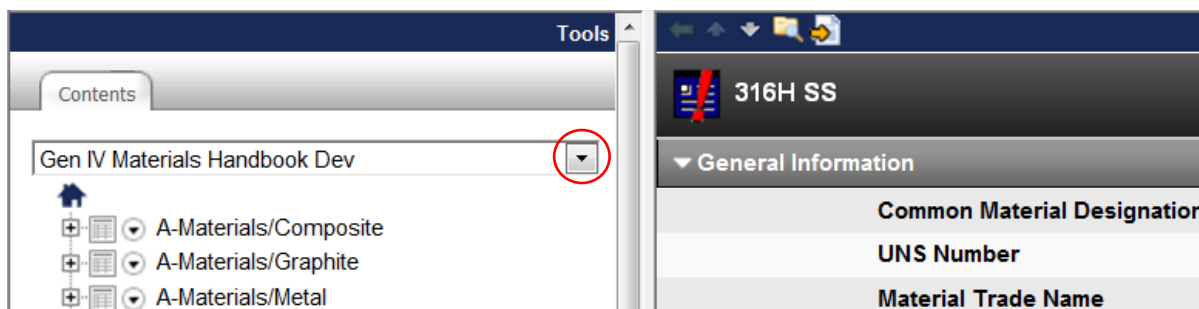 Tools
Contents
Gen IV Materials Handbook Dev
A-Materials/Composite
A-Materials/Graphite
A-Materials/Metal
316H SS
General Information
Common Material Designation
UNS Number
Material Trade Name